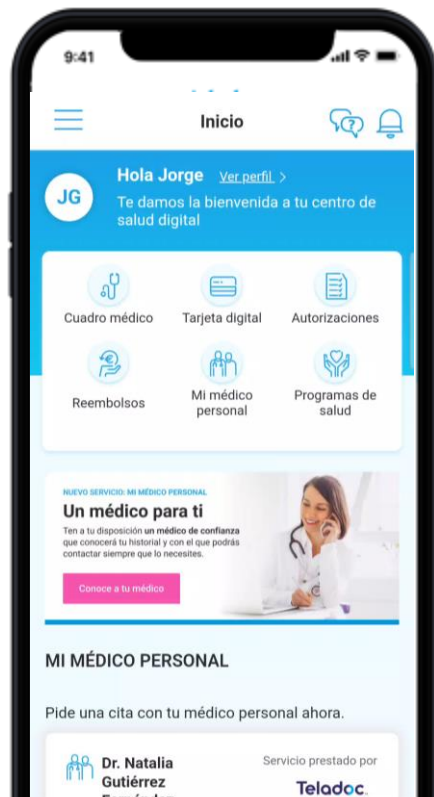 9:41
Inicio
JG
Hola Jorge Ver perfil >
Te damos la bienvenida a tu centro de
salud digital
Cuadro médico
Tarjeta digital
Autorizaciones
Reembolsos
Mi médico
personal
Programas de
salud
NUEVO SERVICIO: MI MÉDICO PERSONAL
Un médico para ti
Ten a tu disposición un médico de confianza
que conocerá tu historial y con el que podrás
contactar siempre que lo necesites.
Conoce a tu médico
MI MÉDICO PERSONAL
Pide una cita con tu médico personal ahora.
Dr. Natalia
Gutiérrez
Servicio prestado por
Teladoc.